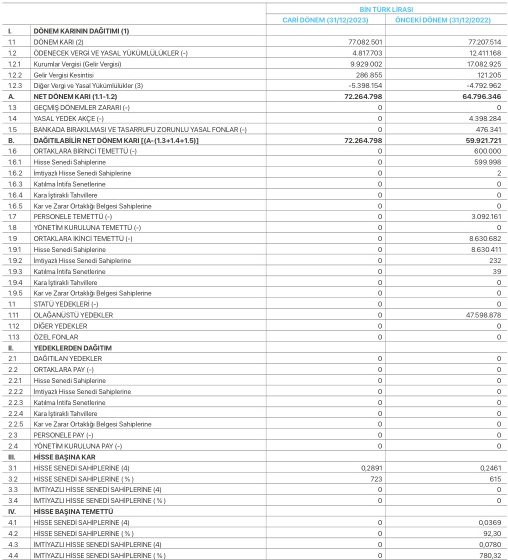 BİN TÜRK LİRASI
CARİ DÖNEM (31/12/2023) ÖNCEKİ DÖNEM (31/12/2022)
I. DÖNEM KARININ DAĞITIMI (1)
1.1 DÖNEM KARI (2) 77.082.501 77.207.514
1.2 ÖDENECEK VERGİ VE YASAL YÜKÜMLÜLÜKLER (-) 4.817.703 12.411.168
1.2.1 Kurumlar Vergisi (Gelir Vergisi) 9.929.002 17.082.925
1.2.2 Gelir Vergisi Kesintisi 286.855 121.205
1.2.3 Diğer Vergi ve Yasal Yükümlülükler (3) -5.398.154 -4.792.962
A. NET DÖNEM KARI (1.1-1.2) 72.264.798 64.796.346
1.3 GEÇMİŞ DÖNEMLER ZARARI (-) 0 0
1.4 YASAL YEDEK AKÇE (-) 0 4.398.284
1.5 BANKADA BIRAKILMASI VE TASARRUFU ZORUNLU YASAL FONLAR (-) 0 476.341
B. DAĞITILABİLİR NET DÖNEM KARI [(A-(1.3+1.4+1.5)] 72.264.798 59.921.721
1.6 ORTAKLARA BİRİNCİ TEMETTÜ (-) 0 600.000
1.6.1 Hisse Senedi Sahiplerine 0 599.998
1.6.2 İmtiyazlı Hisse Senedi Sahiplerine 0 2
1.6.3 Katılma İntifa Senetlerine 0 0
1.6.4 Kara İştirakli Tahvillere 0 0
1.6.5 Kar ve Zarar Ortaklığı Belgesi Sahiplerine 0 0
1.7 PERSONELE TEMETTÜ (-) 0 3.092.161
1.8 YÖNETİM KURULUNA TEMETTÜ (-) 0 0
1.9 ORTAKLARA İKİNCİ TEMETTÜ (-) 0 8.630.682
1.9.1 Hisse Senedi Sahiplerine 0 8.630.411
1.9.2 İmtiyazlı Hisse Senedi Sahiplerine 0 232
1.9.3 Katılma İntifa Senetlerine 0 39
1.9.4 Kara İştirakli Tahvillere 0 0
1.9.5 Kar ve Zarar Ortaklığı Belgesi Sahiplerine 0 0
1.1 STATÜ YEDEKLERİ (-) 0 0
1.11 OLAĞANÜSTÜ YEDEKLER 0 47.598.878
1.12 DİĞER YEDEKLER 0 0
1.13 ÖZEL FONLAR 0 0
II. YEDEKLERDEN DAĞITIM
2.1 DAĞITILAN YEDEKLER 0 0
2.2 ORTAKLARA PAY (-) 0 0
2.2.1 Hisse Senedi Sahiplerine 0 0
2.2.2 İmtiyazlı Hisse Senedi Sahiplerine 0 0
2.2.3 Katılma İntifa Senetlerine 0 0
2.2.4 Kara İştirakli Tahvillere 0 0
2.2.5 Kar ve Zarar Ortaklığı Belgesi Sahiplerine 0 0
2.3 PERSONELE PAY (-) 0 0
2.4 YÖNETİM KURULUNA PAY (-) 0 0
III. HİSSE BAŞINA KAR
3.1 HİSSE SENEDİ SAHİPLERİNE (4) 0,2891 0,2461
3.2 HİSSE SENEDİ SAHİPLERİNE ( % ) 723 615
3.3 İMTİYAZLI HİSSE SENEDİ SAHİPLERİNE (4) 0 0
3.4 İMTİYAZLI HİSSE SENEDİ SAHİPLERİNE ( % ) 0 0
IV. HİSSE BAŞINA TEMETTÜ
4.1 HİSSE SENEDİ SAHİPLERİNE (4) 0 0,0369
4.2 HİSSE SENEDİ SAHİPLERİNE ( % ) 0 92,30
4.3 İMTİYAZLI HİSSE SENEDİ SAHİPLERİNE (4) 0 0,0780
4.4 İMTİYAZLI HİSSE SENEDİ SAHİPLERİNE ( % ) 0 780,32